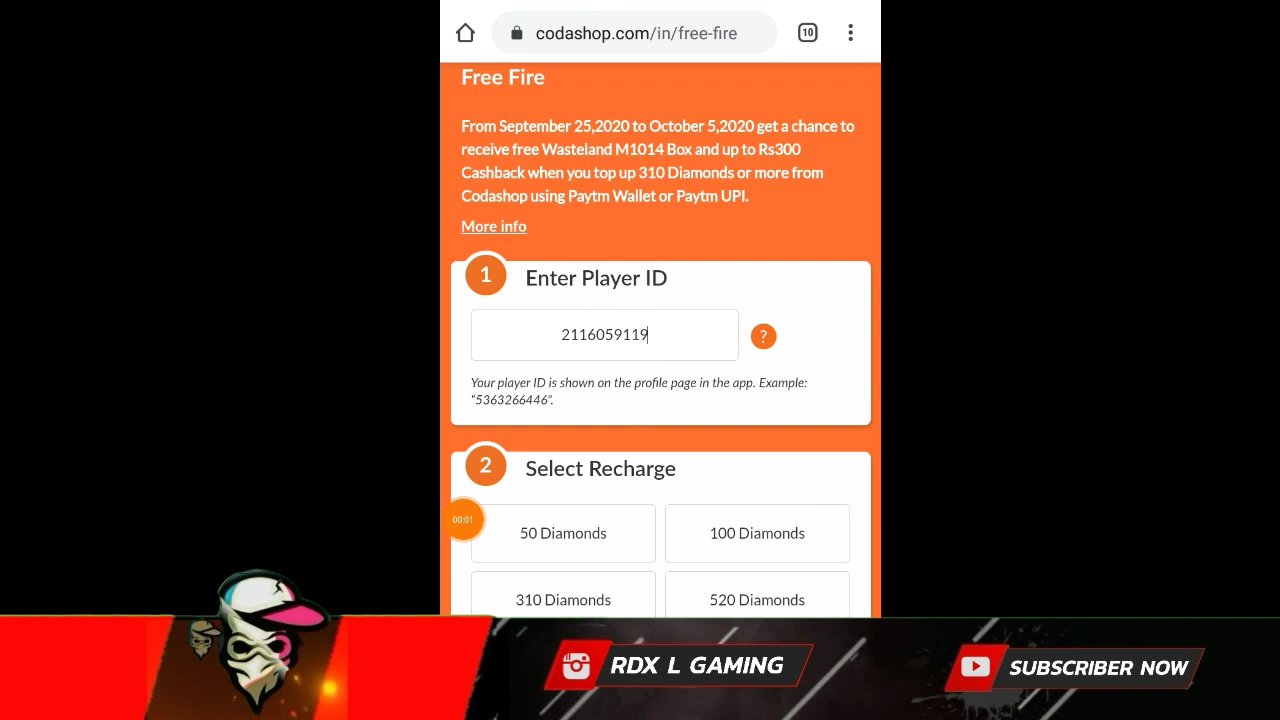 codashop.com/in/free-fire
10
Free Fire
From September 25,2020 to October 5,2020 get a chance to
receive free Wasteland M1014 Box and up to Rs300
Cashback when you top up 310 Diamonds or more from
Codashop using Paytm Wallet or Paytm UPI.
More info
1 Enter Player ID
2116059119 ?
Your player ID is shown on the profile page in the app. Example:
"5363266446".
2 Select Recharge
00:01
50 Diamonds 100 Diamonds
310 Diamonds 520 Diamonds
RDX L GAMING SUBSCRIBER NOW